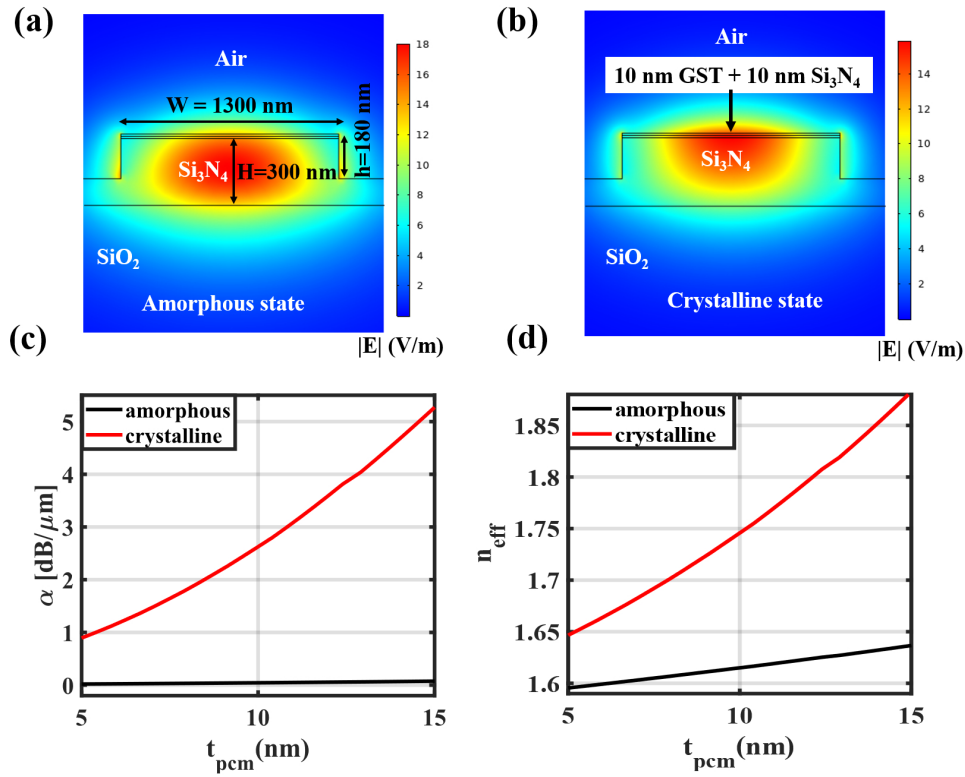 (a)
Air
W = 1300 nm
h=180 nm
Si₃N₄
H=300 nm
SiO₂
Amorphous state
18
16
14
12
10
8
6
4
2
|E| (V/m)
(b)
Air
10 nm GST + 10 nm Si₃N₄
Si₃N₄
SiO₂
Crystalline state
14
12
10
8
6
4
2
|E| (V/m)
(c)
amorphous
crystalline
α [dB/μm]
5
4
3
2
1
0
5
10
15
t_pcm(nm)
(d)
amorphous
crystalline
n_eff
1.85
1.8
1.75
1.7
1.65
1.6
5
10
15
t_pcm(nm)